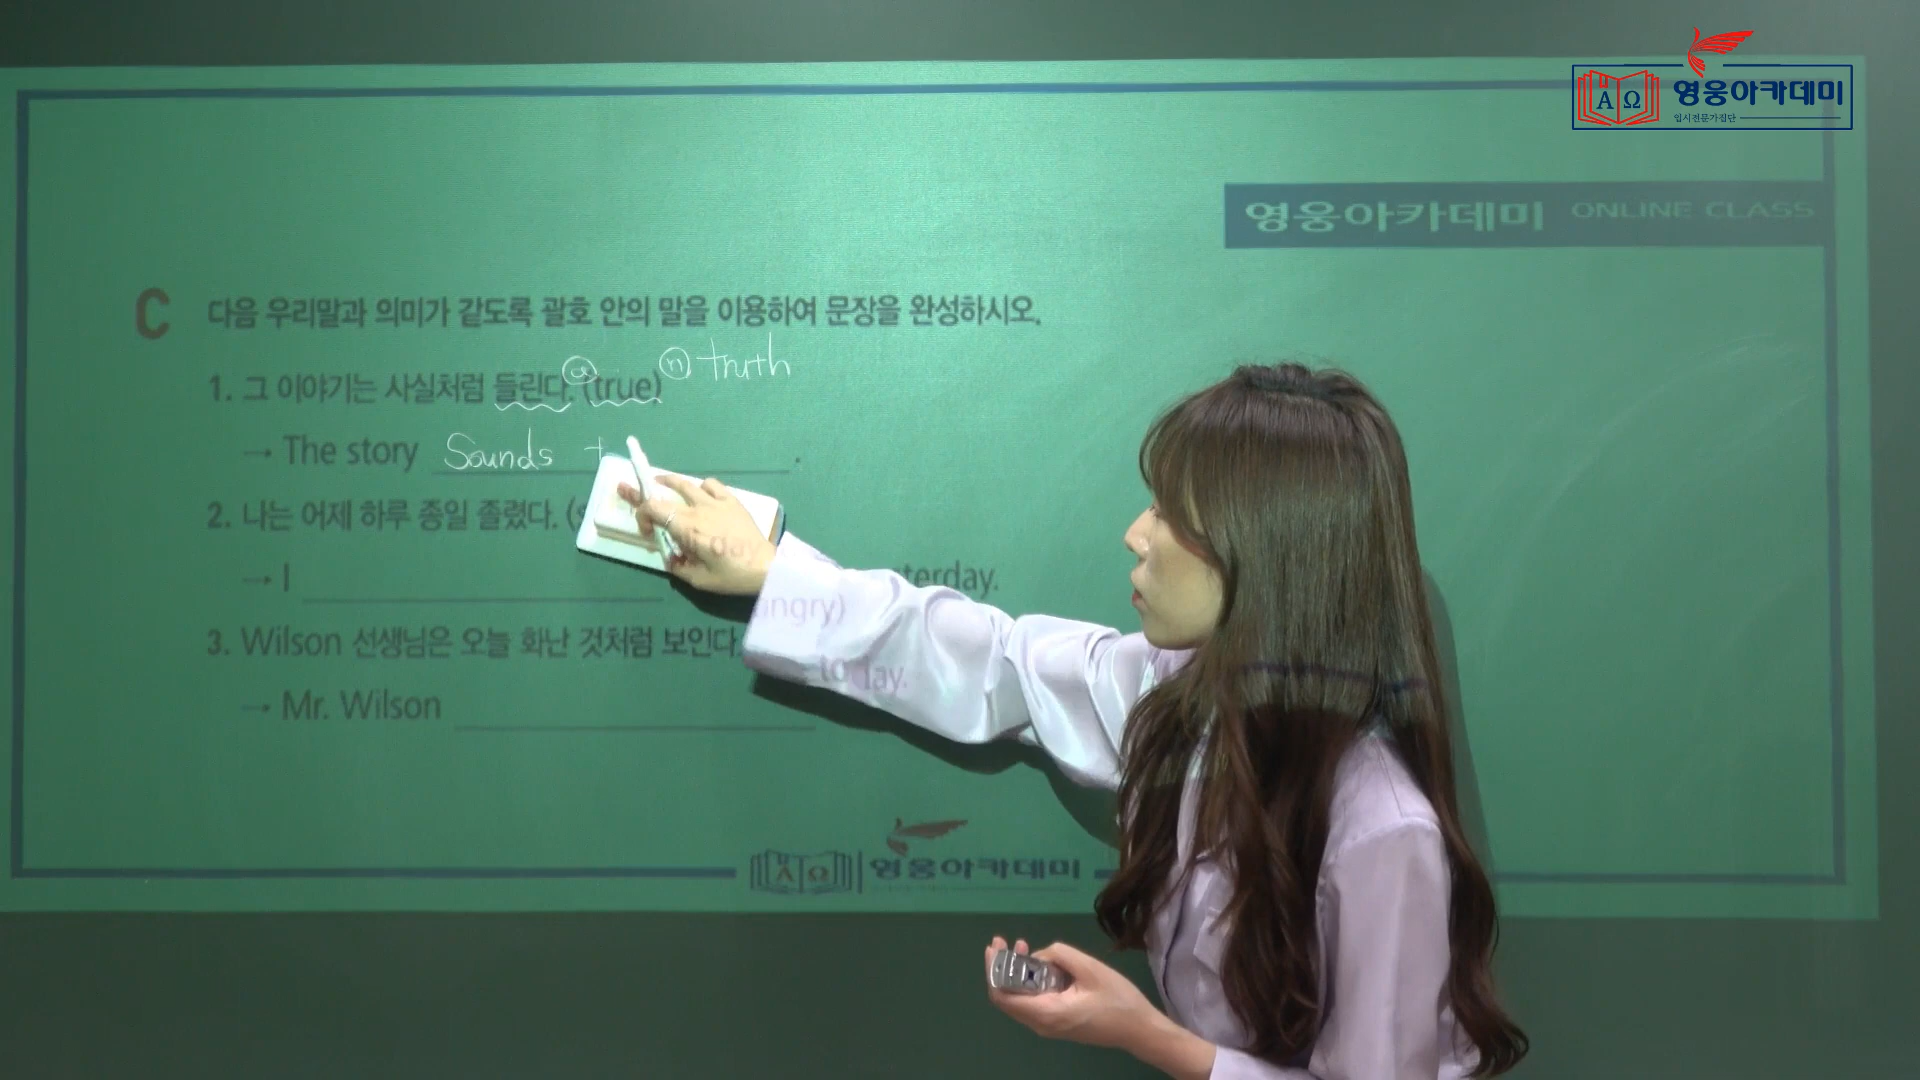 영웅아카데미
입시전문가집단
영웅아카데미 ONLINE CLASS
C 다음 우리말과 의미가 같도록 괄호 안의 말을 이용하여 문장을 완성하시오.
ⓐ ⓝ truth
1. 그 이야기는 사실처럼 들린다. (true)
→ The story Sounds t
2. 나는 어제 하루 종일 졸렸다. (
all day
→ I yesterday.
angry)
3. Wilson 선생님은 오늘 화난 것처럼 보인다.
today.
→ Mr. Wilson
A Ω 영웅아카데미